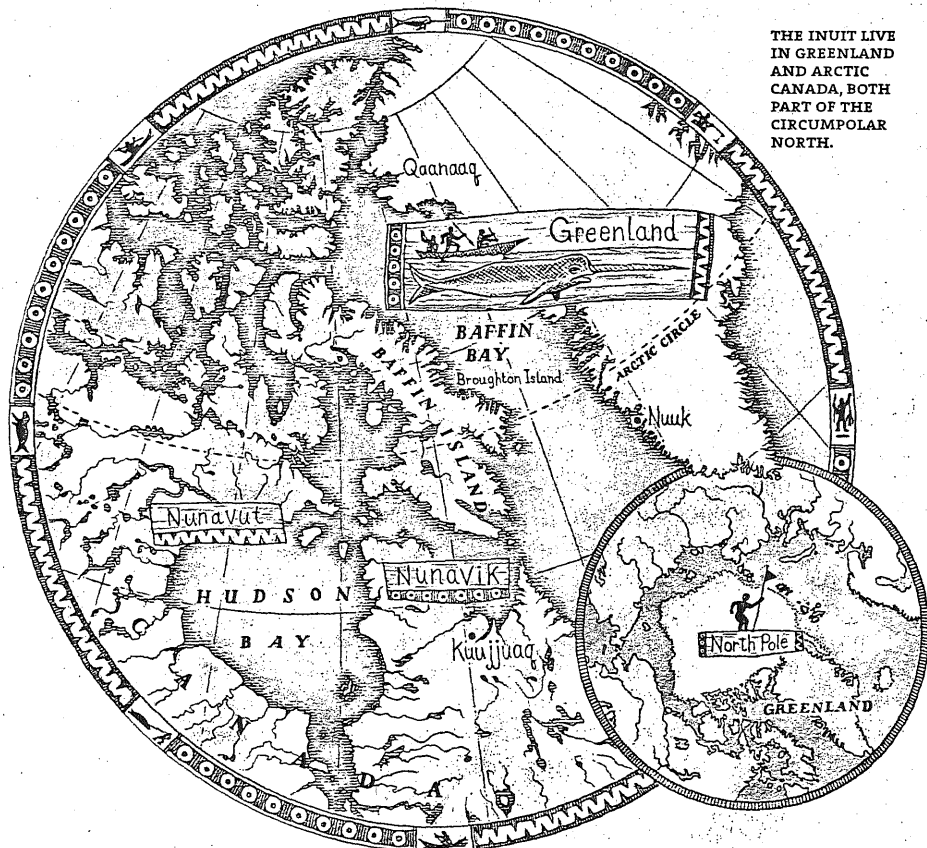 THE INUIT LIVE
IN GREENLAND
AND ARCTIC
CANADA, BOTH
PART OF THE
CIRCUMPOLAR
NORTH.
Qaanaaq
Greenland
BAFFIN
BAY
ARCTIC CIRCLE
Broughton Island
BAFFIN ISLAND
Nuuk
Nunavut
Nunavik
HUDSON
BAY
Kuujjuaq
CANADA
North Pole
GREENLAND